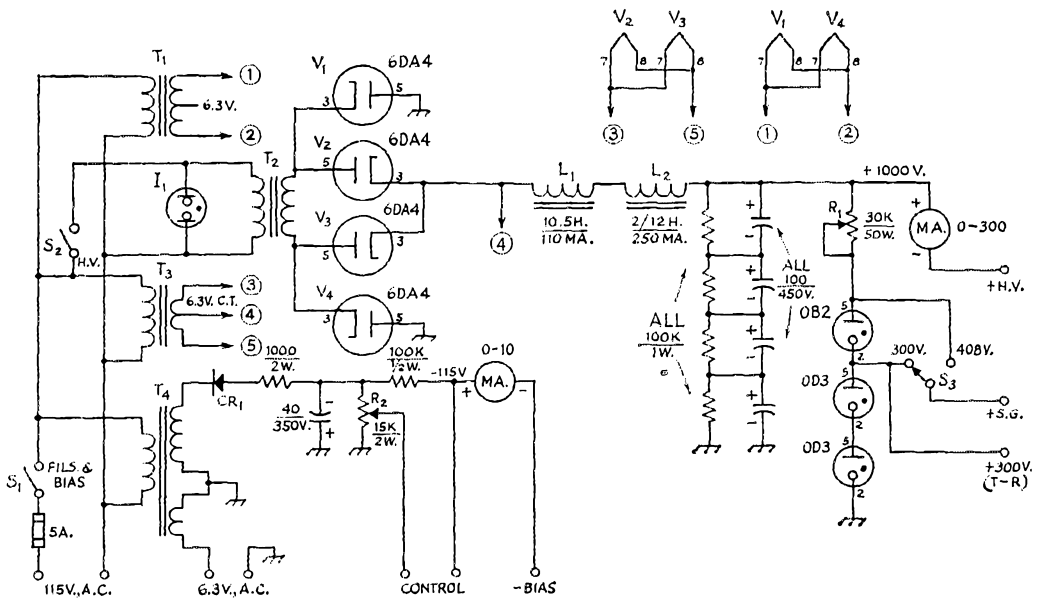 V2
V3
V1
V4
7
8
7
8
7
8
7
8
③
⑤
①
②
T1
①
6.3V.
②
V1
6DA4
3
5
T2
V2
6DA4
5
3
I1
V3
6DA4
5
3
V4
6DA4
3
5
S2
H.V.
T3
③
6.3V. C.T.
④
⑤
④
L1
10.5H.
110 MA.
L2
2/12H.
250 MA.
+1000V.
R1
30K
50W.
+
MA.
-
0-300
+H.V.
ALL
100K
1W.
ALL
100
450V.
+
-
+
-
+
-
+
-
OB2
5
2
OD3
5
2
OD3
5
2
300V.
408V.
S3
+S.G.
+300V.
(T-R)
T4
CR1
1000
2W.
100K
1/2W.
40
350V.
-
+
R2
15K
2W.
-115V
0-10
+
MA.
-
S1
FILS. &
BIAS
5A.
115V., A.C.
6.3V., A.C.
CONTROL
-BIAS